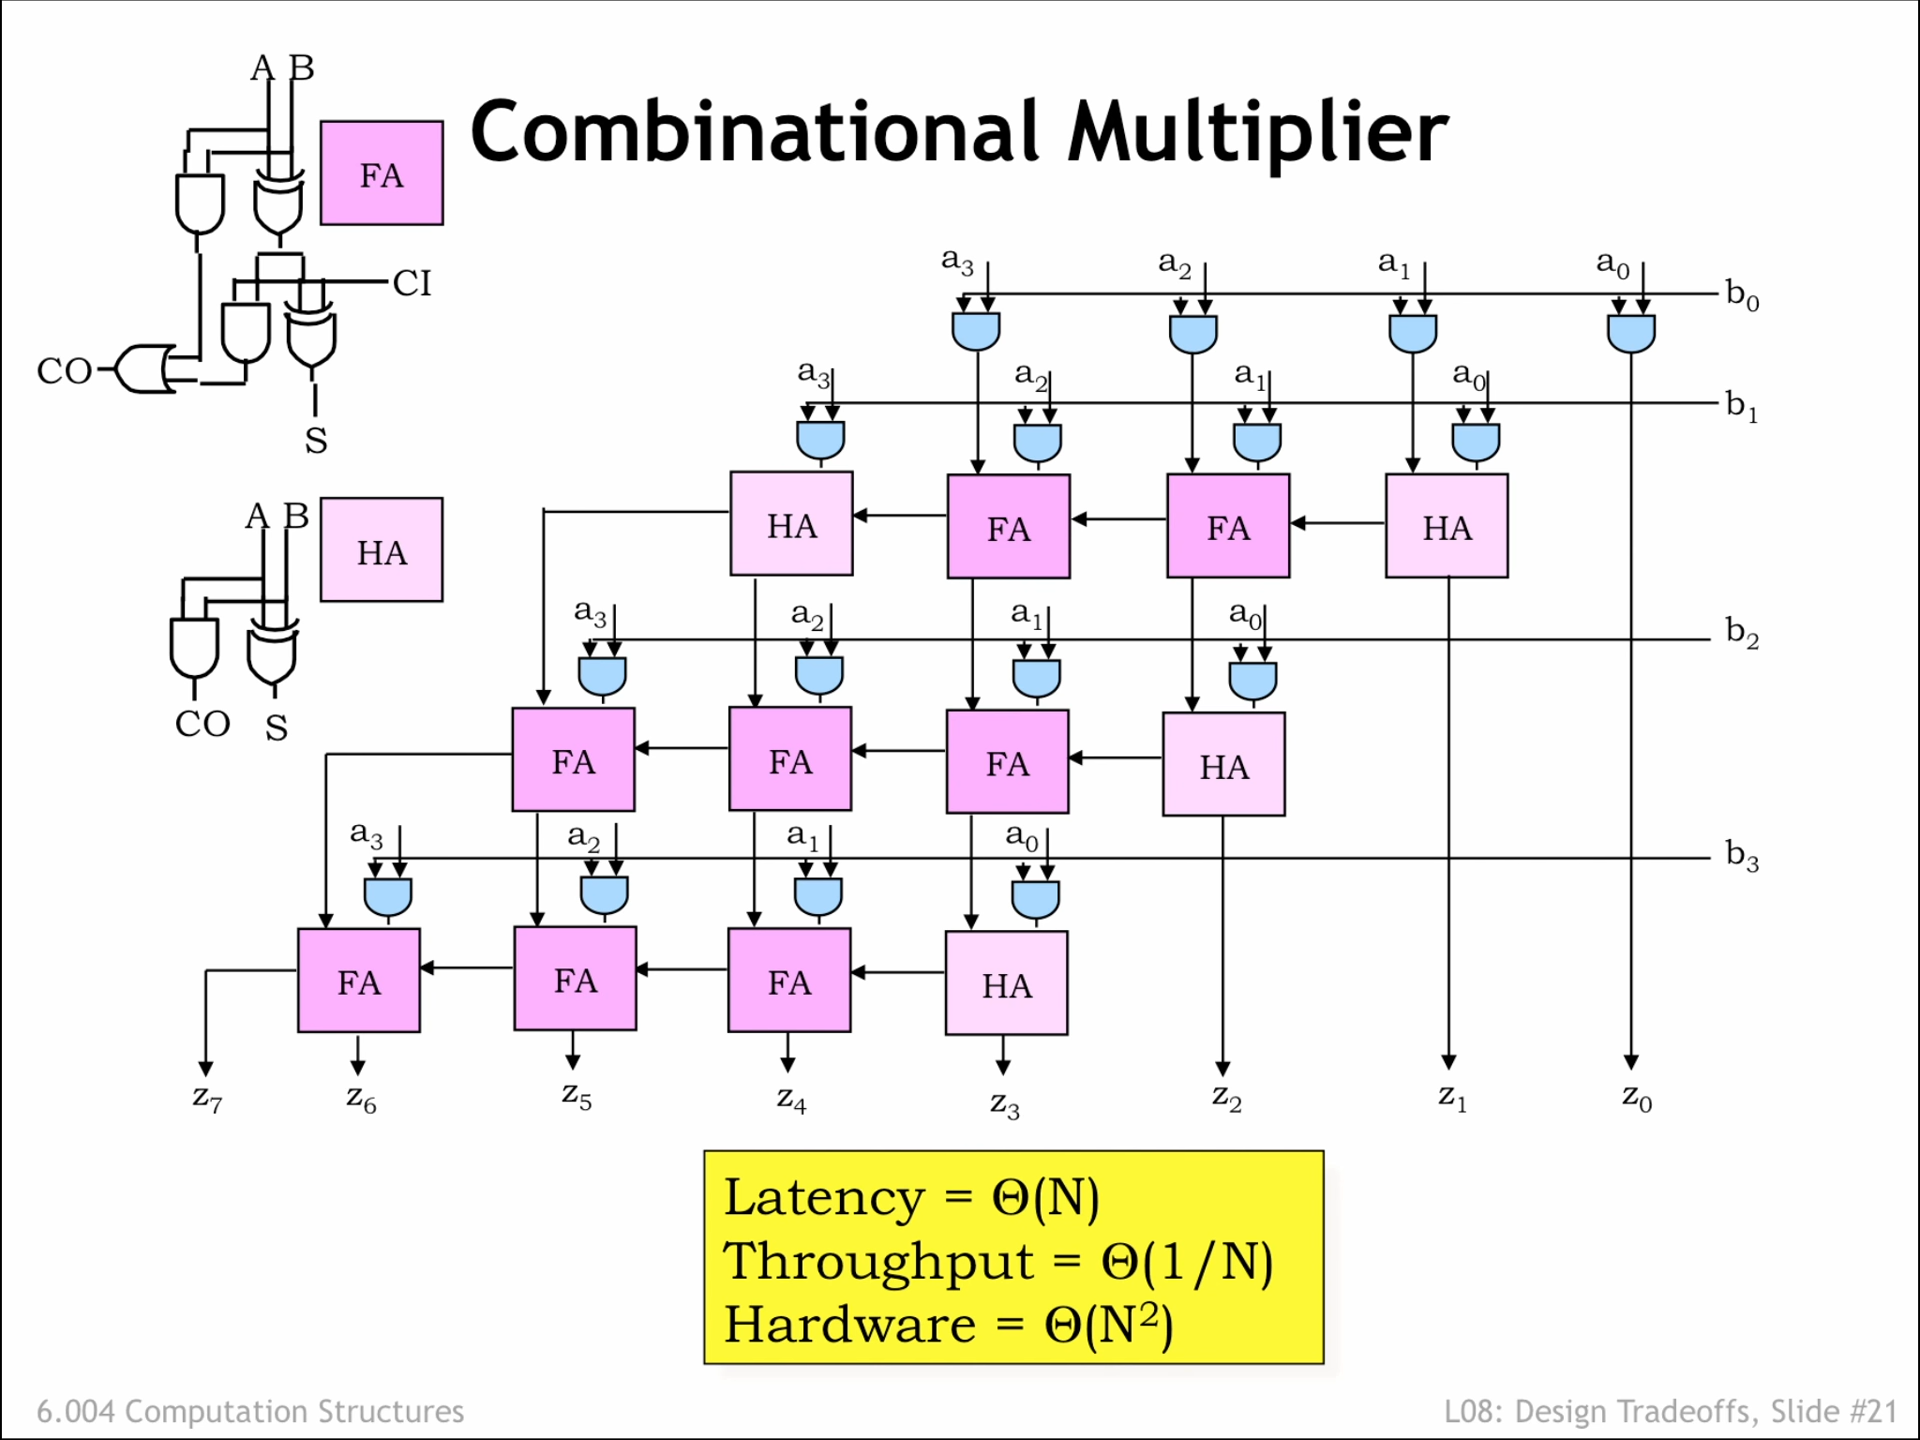 Combinational Multiplier
A B
FA
CI
CO
S
A B
HA
CO S
a3 a2 a1 a0 b0
a3 a2 a1 a0 b1
HA FA FA HA
a3 a2 a1 a0 b2
FA FA FA HA
a3 a2 a1 a0 b3
FA FA FA HA
z7 z6 z5 z4 z3 z2 z1 z0
Latency = Θ(N)
Throughput = Θ(1/N)
Hardware = Θ(N²)
6.004 Computation Structures
L08: Design Tradeoffs, Slide #21